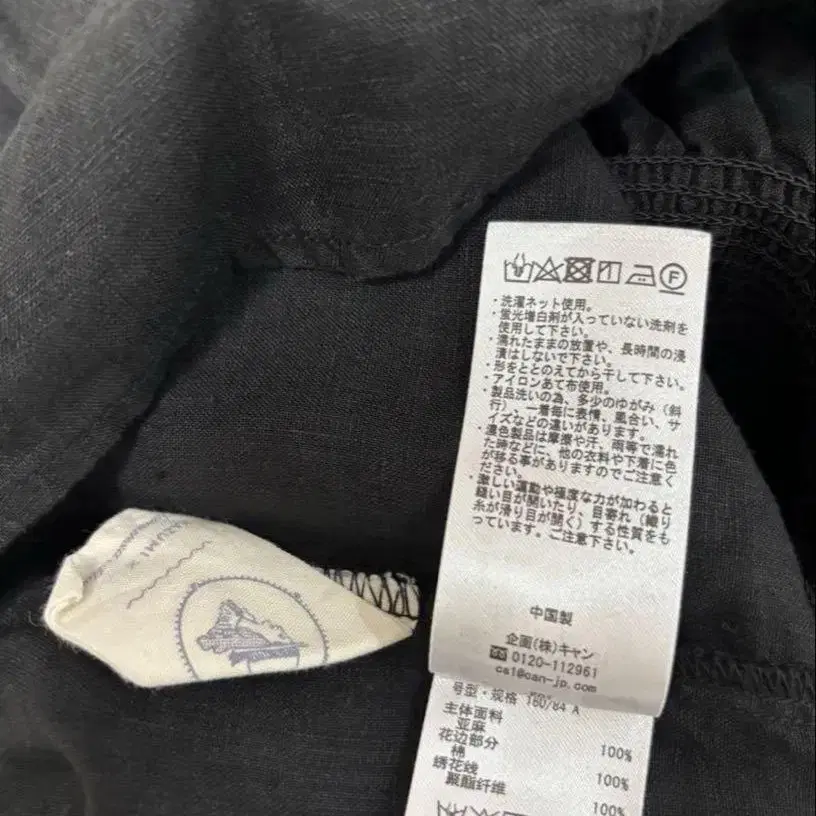 F
・洗濯ネット使用。
・蛍光増白剤が入っていない洗剤を
使用して下さい。
・濡れたままの放置や、長時間の浸
漬はしないで下さい。
・形をととのえてから干して下さい。
・アイロンあて布使用。
・製品洗いの為、多少のゆがみ（斜
行）、一着毎に表情、風合い、サ
イズなどの違いがあります。
・濃色製品は摩擦や汗、雨等で濡れ
た時などに、他の衣料や下着に色
が移る事がありますのでご注意く
ださい。
・激しい運動や極度な力が加わると
縫い目が開いたり、目寄れ（織り
糸が滑り目が開く）する性質をも
っています。ご注意下さい。
中国製
企画(株)キャン
☎ 0120-112961
ca1@can-jp.com
号型・规格 160/84 A
主体面料
亚麻 100%
花边部分
棉 100%
绣花线
聚酯纤维 100%